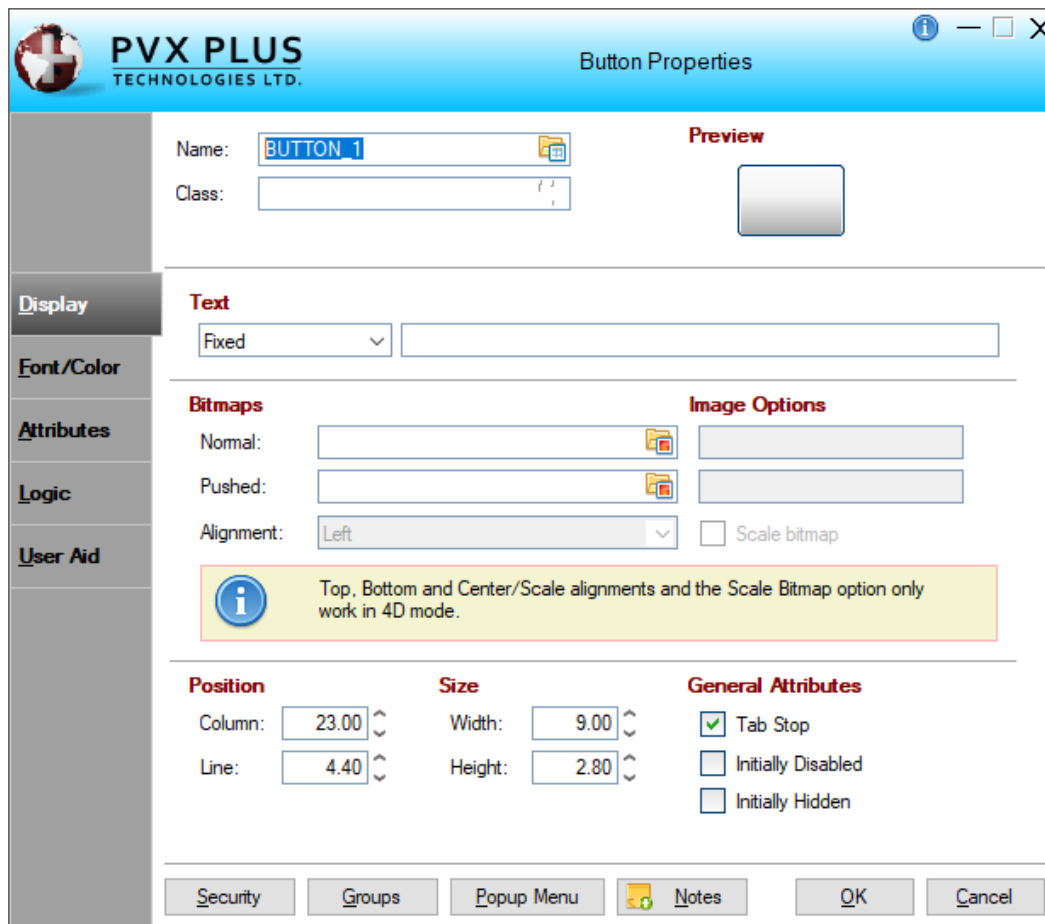 PVX PLUS
TECHNOLOGIES LTD.
Button Properties
Name: BUTTON_1
Preview
Class:
Display
Font/Color
Attributes
Logic
User Aid
Text
Fixed
Bitmaps
Image Options
Normal:
Pushed:
Alignment: Left
Scale bitmap
Top, Bottom and Center/Scale alignments and the Scale Bitmap option only
work in 4D mode.
Position
Size
General Attributes
Column: 23.00
Width: 9.00
Tab Stop
Line: 4.40
Height: 2.80
Initially Disabled
Initially Hidden
Security
Groups
Popup Menu
Notes
OK
Cancel